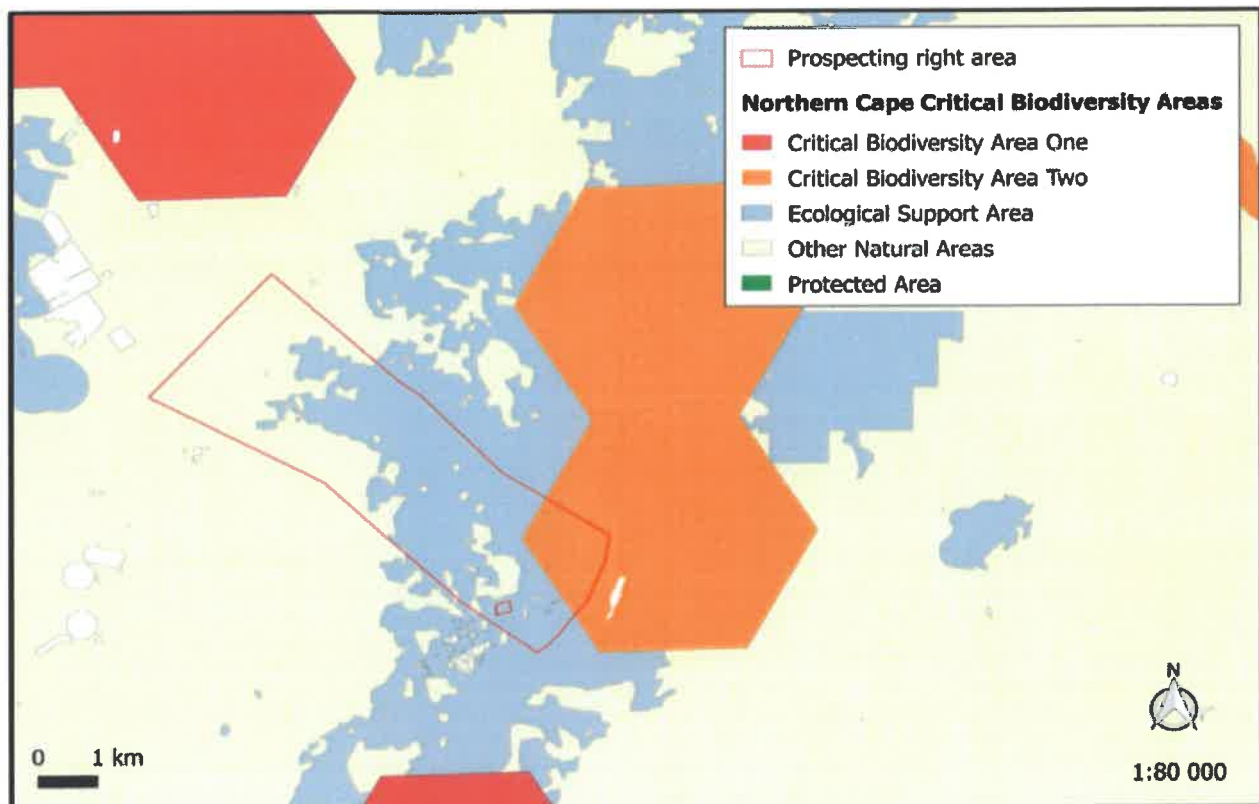 Prospecting right area
Northern Cape Critical Biodiversity Areas
Critical Biodiversity Area One
Critical Biodiversity Area Two
Ecological Support Area
Other Natural Areas
Protected Area
0 1 km
N
1:80 000